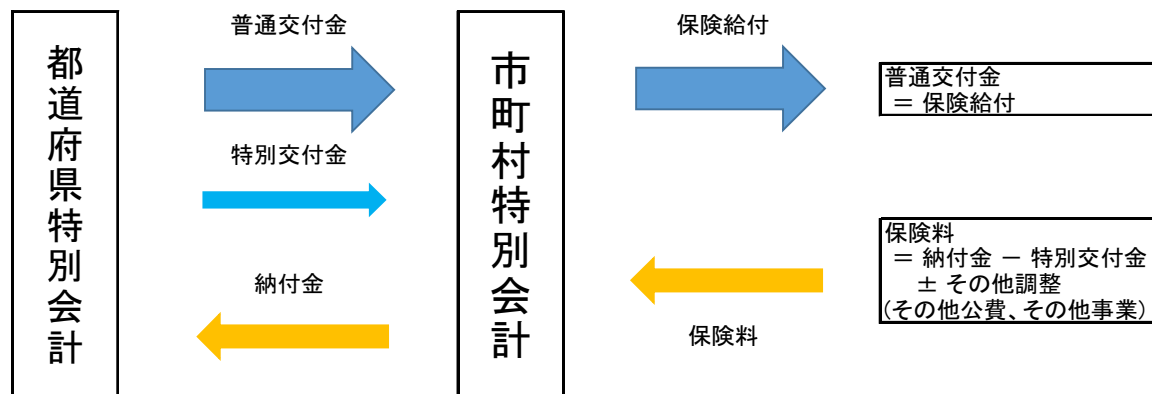 都道府県特別会計
普通交付金
特別交付金
納付金
市町村特別会計
保険給付
保険料
普通交付金
＝ 保険給付
保険料
＝ 納付金 － 特別交付金
± その他調整
(その他公費、その他事業)